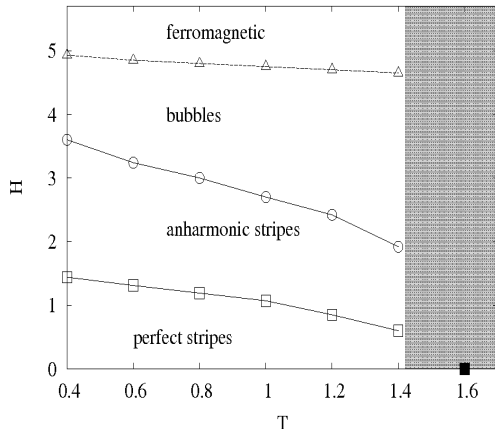 ferromagnetic
5
bubbles
4
H
3
anharmonic stripes
2
1
perfect stripes
0
0.4 0.6 0.8 1 1.2 1.4 1.6
T